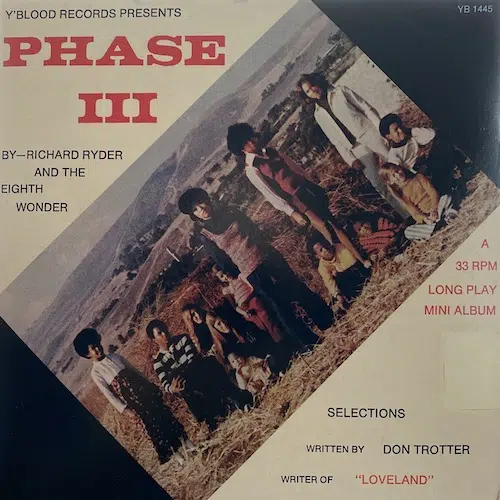 Y'BLOOD RECORDS PRESENTS
YB 1445
PHASE
III
BY—RICHARD RYDER
AND THE
EIGHTH
WONDER
A
33 RPM
LONG PLAY
MINI ALBUM
SELECTIONS
WRITTEN BY DON TROTTER
WRITER OF "LOVELAND"